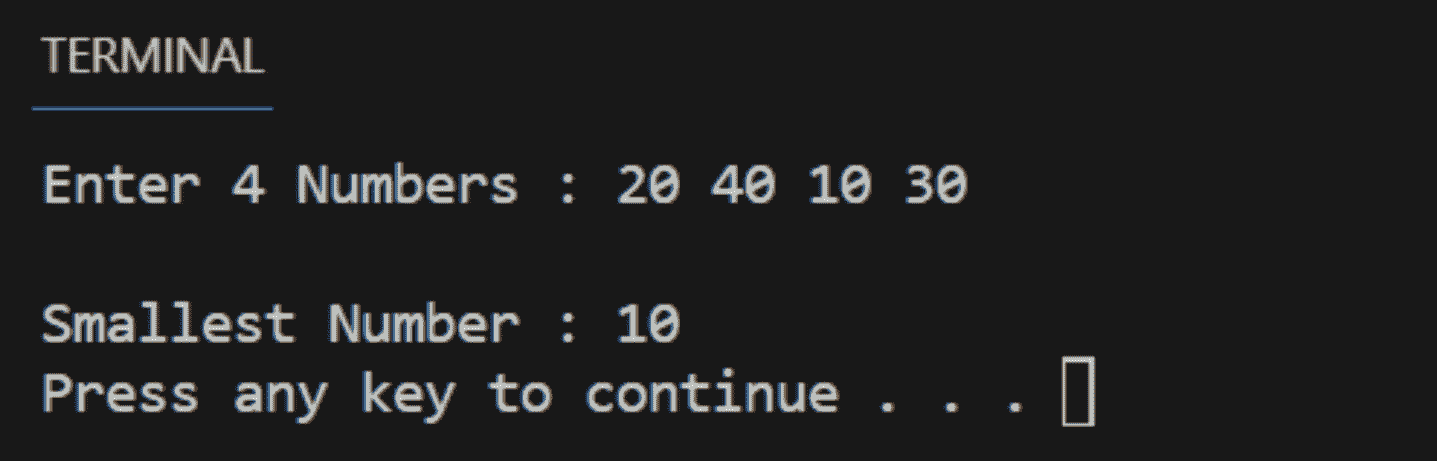 TERMINAL
Enter 4 Numbers : 20 40 10 30
Smallest Number : 10
Press any key to continue . . .